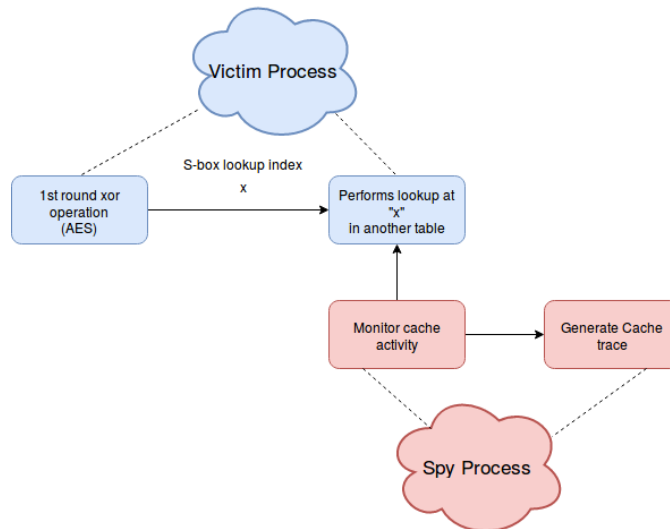 Victim Process
S-box lookup index
x
1st round xor
operation
(AES)
Performs lookup at
"x"
in another table
Monitor cache
activity
Generate Cache
trace
Spy Process